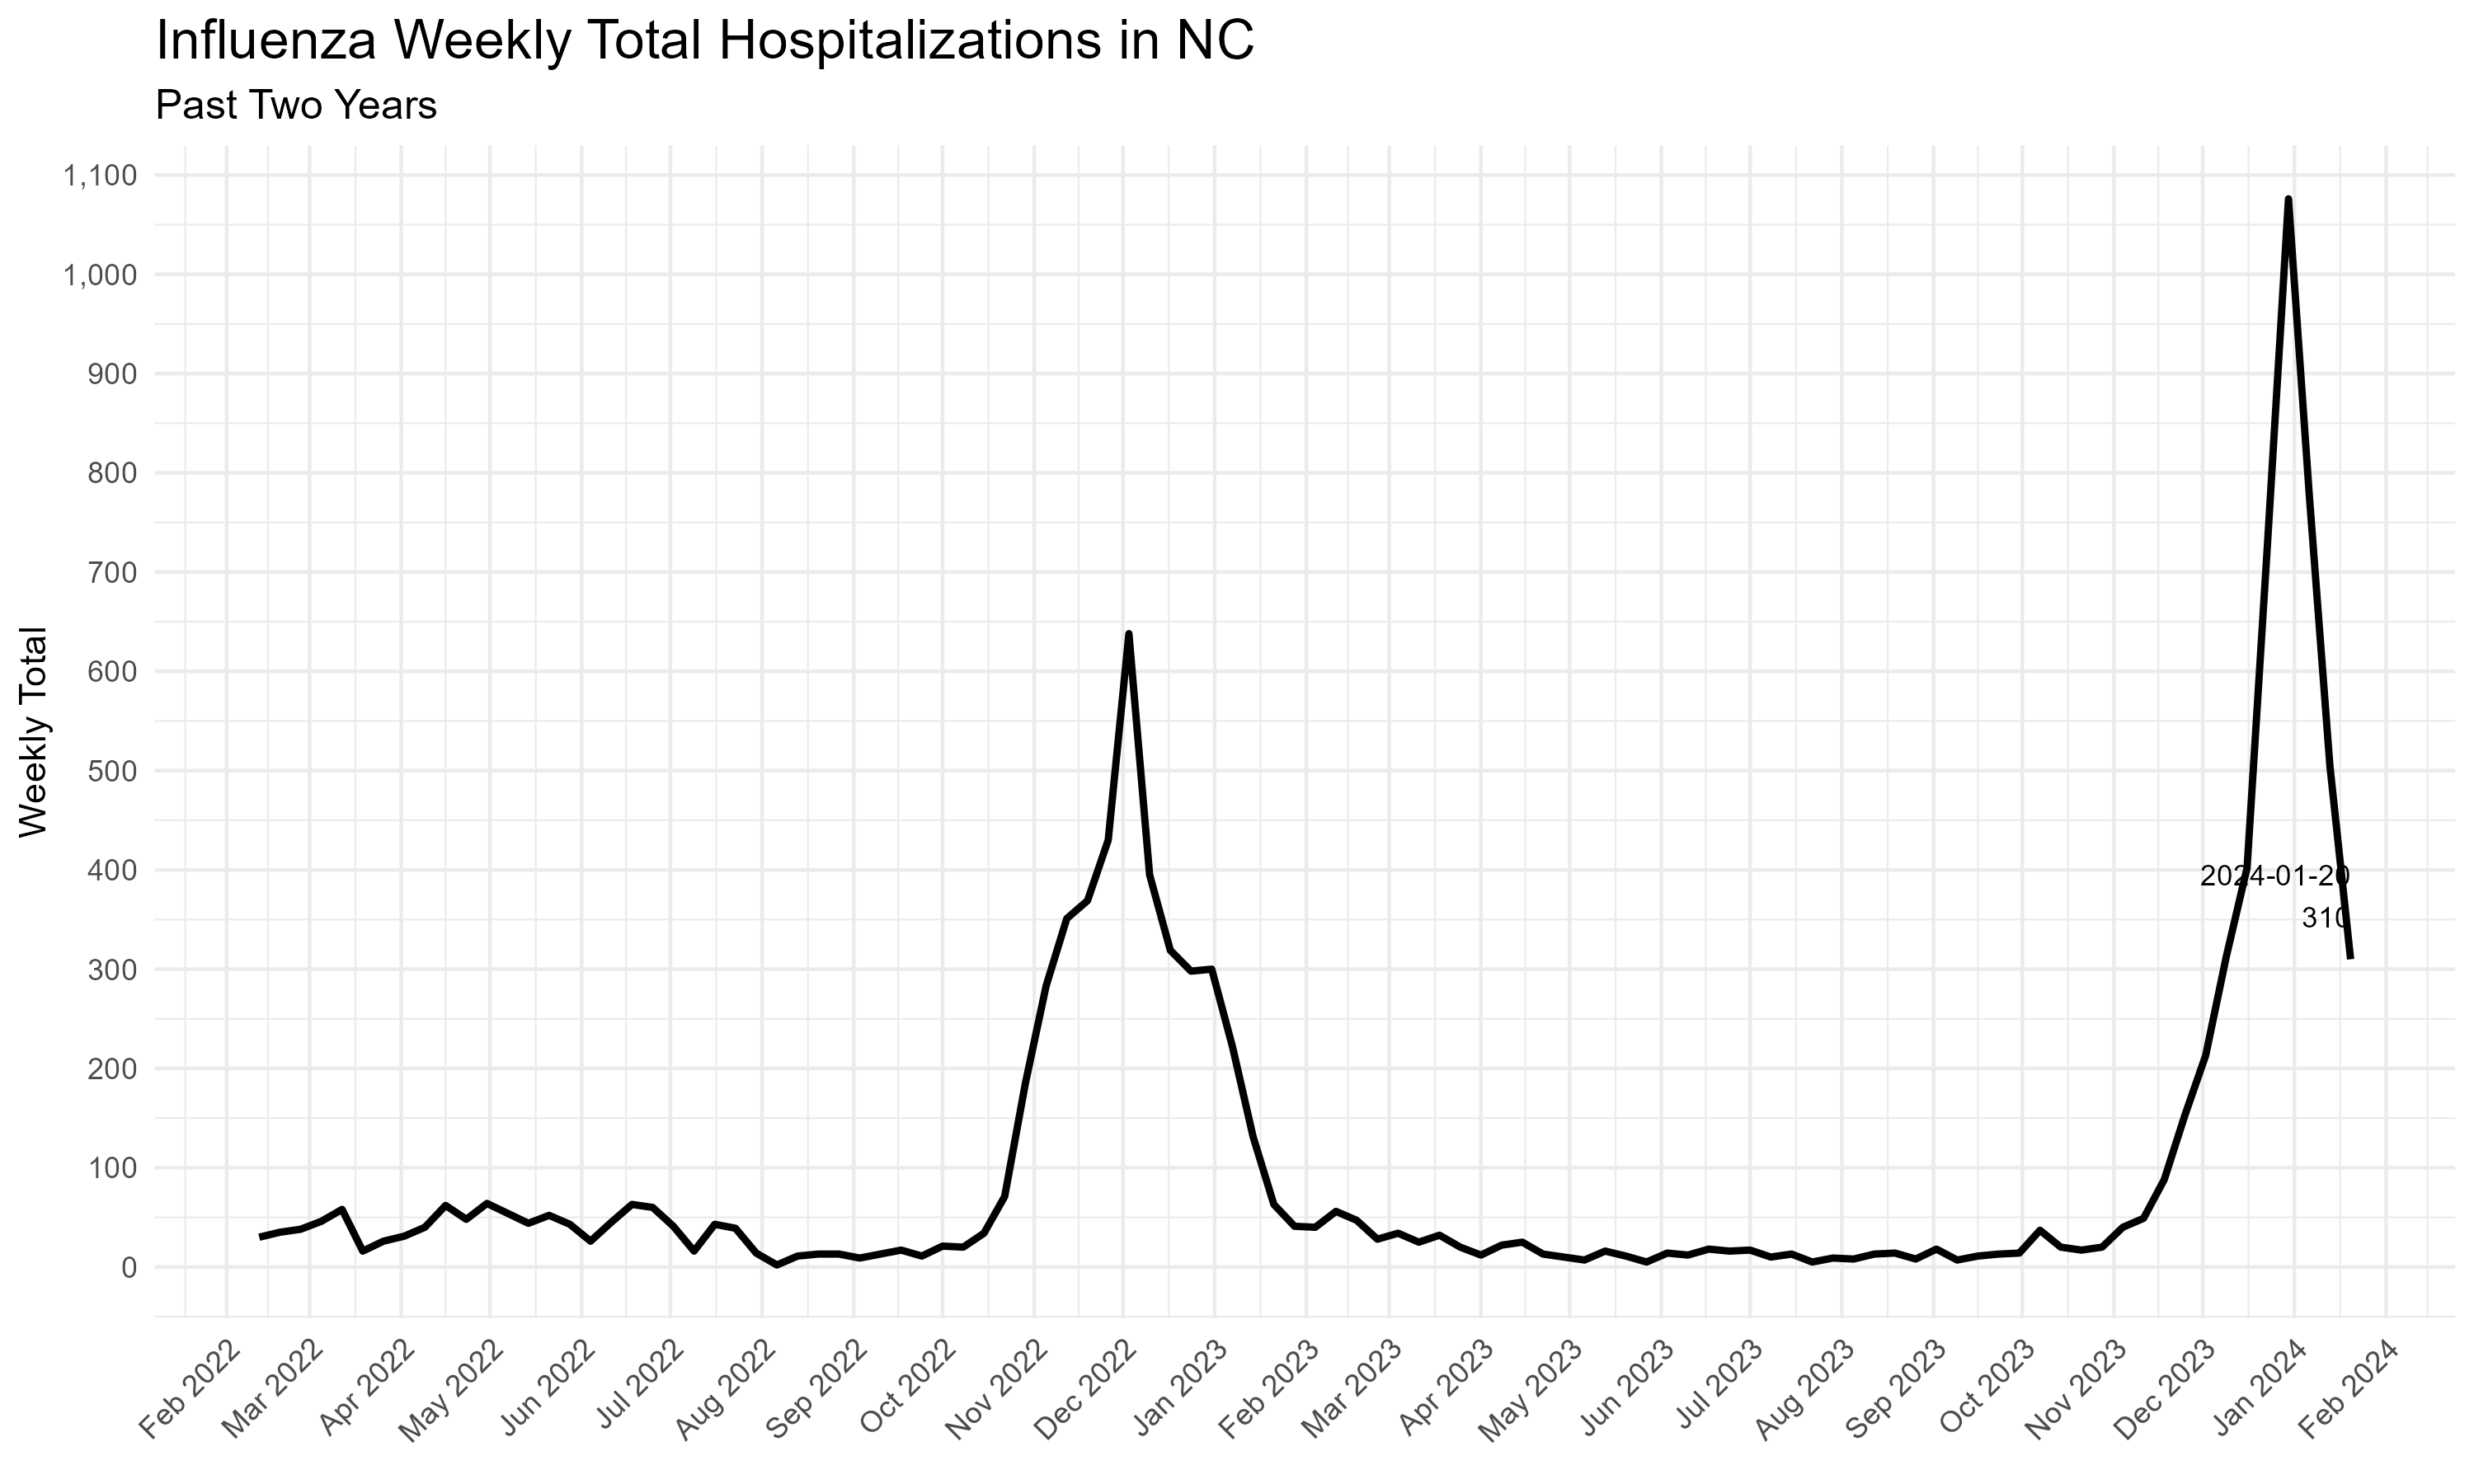 Influenza Weekly Total Hospitalizations in NC
Past Two Years
1,100
1,000
900
800
700
600
500
400
300
200
100
0
Weekly Total
2024-01-20
310
Feb 2022
Mar 2022
Apr 2022
May 2022
Jun 2022
Jul 2022
Aug 2022
Sep 2022
Oct 2022
Nov 2022
Dec 2022
Jan 2023
Feb 2023
Mar 2023
Apr 2023
May 2023
Jun 2023
Jul 2023
Aug 2023
Sep 2023
Oct 2023
Nov 2023
Dec 2023
Jan 2024
Feb 2024